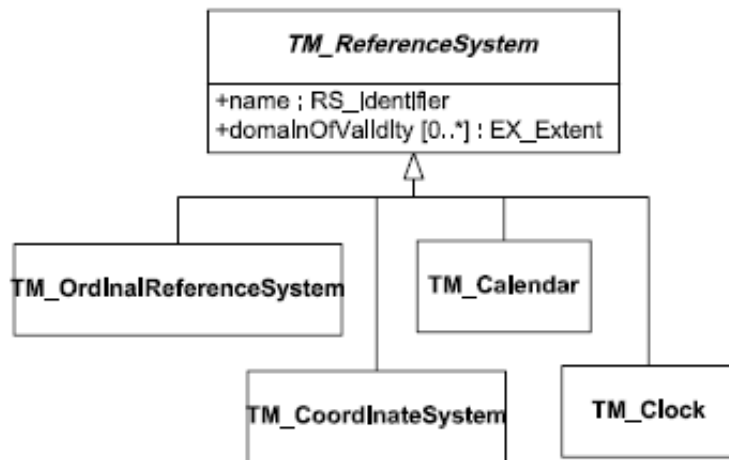 TM_ReferenceSystem
+name : RS_Identifier
+domainOfValidity [0..*] : EX_Extent
TM_OrdinalReferenceSystem
TM_Calendar
TM_CoordinateSystem
TM_Clock